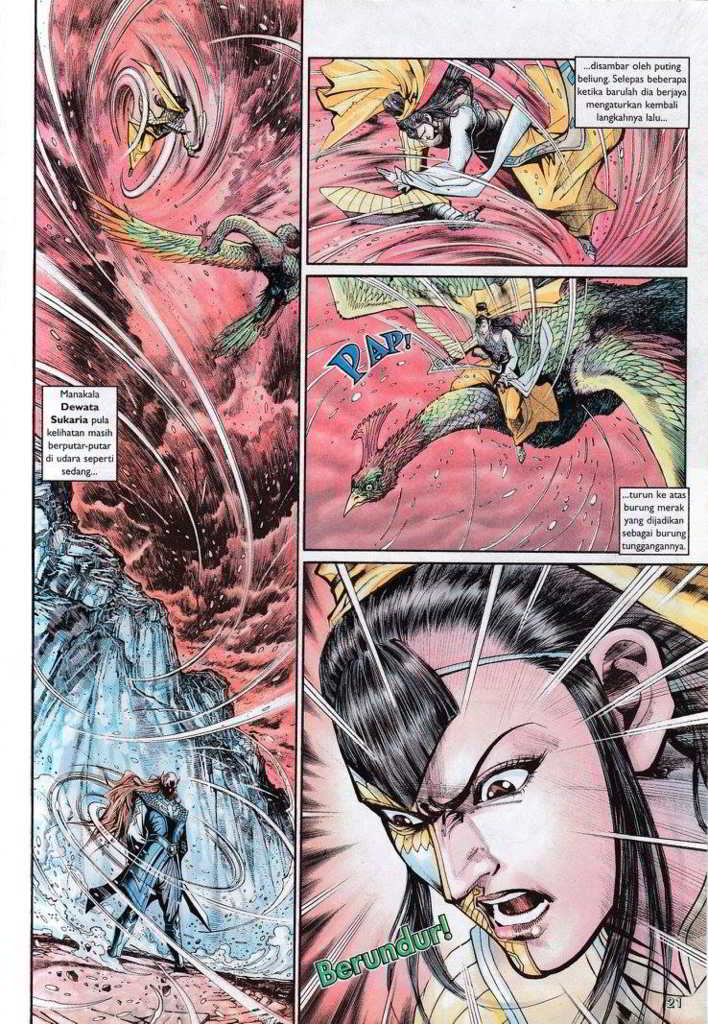 Manakala
Dewata
Sukaria pula
kelihatan masih
berputar-putar
di udara seperti
sedang...
...disambar oleh puting
beliung. Selepas beberapa
ketika barulah dia berjaya
mengaturkan kembali
langkahnya lalu...
PAP!
...turun ke atas
burung merak
yang dijadikan
sebagai burung
tunggangannya.
Berundur!
21